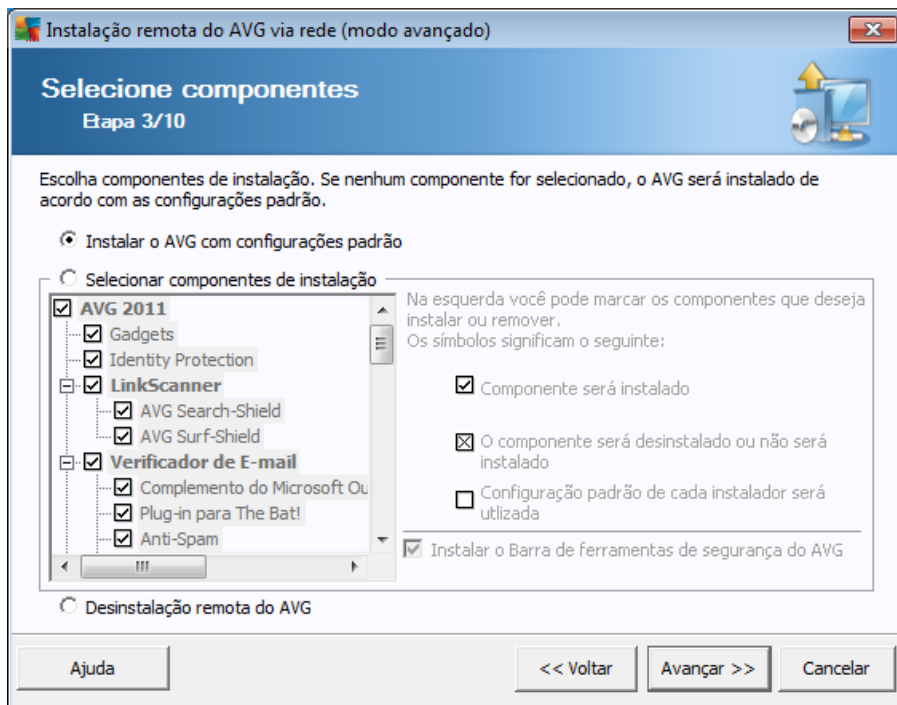 Instalação remota do AVG via rede (modo avançado)
Selecione componentes
Etapa 3/10
Escolha componentes de instalação. Se nenhum componente for selecionado, o AVG será instalado de
acordo com as configurações padrão.
Instalar o AVG com configurações padrão
Selecionar componentes de instalação
AVG 2011
Gadgets
Identity Protection
LinkScanner
AVG Search-Shield
AVG Surf-Shield
Verificador de E-mail
Complemento do Microsoft Ou
Plug-in para The Bat!
Anti-Spam
Na esquerda você pode marcar os componentes que deseja
instalar ou remover.
Os símbolos significam o seguinte:
Componente será instalado
O componente será desinstalado ou não será
instalado
Configuração padrão de cada instalador será
utlizada
Instalar o Barra de ferramentas de segurança do AVG
Desinstalação remota do AVG
Ajuda
<< Voltar
Avançar >>
Cancelar